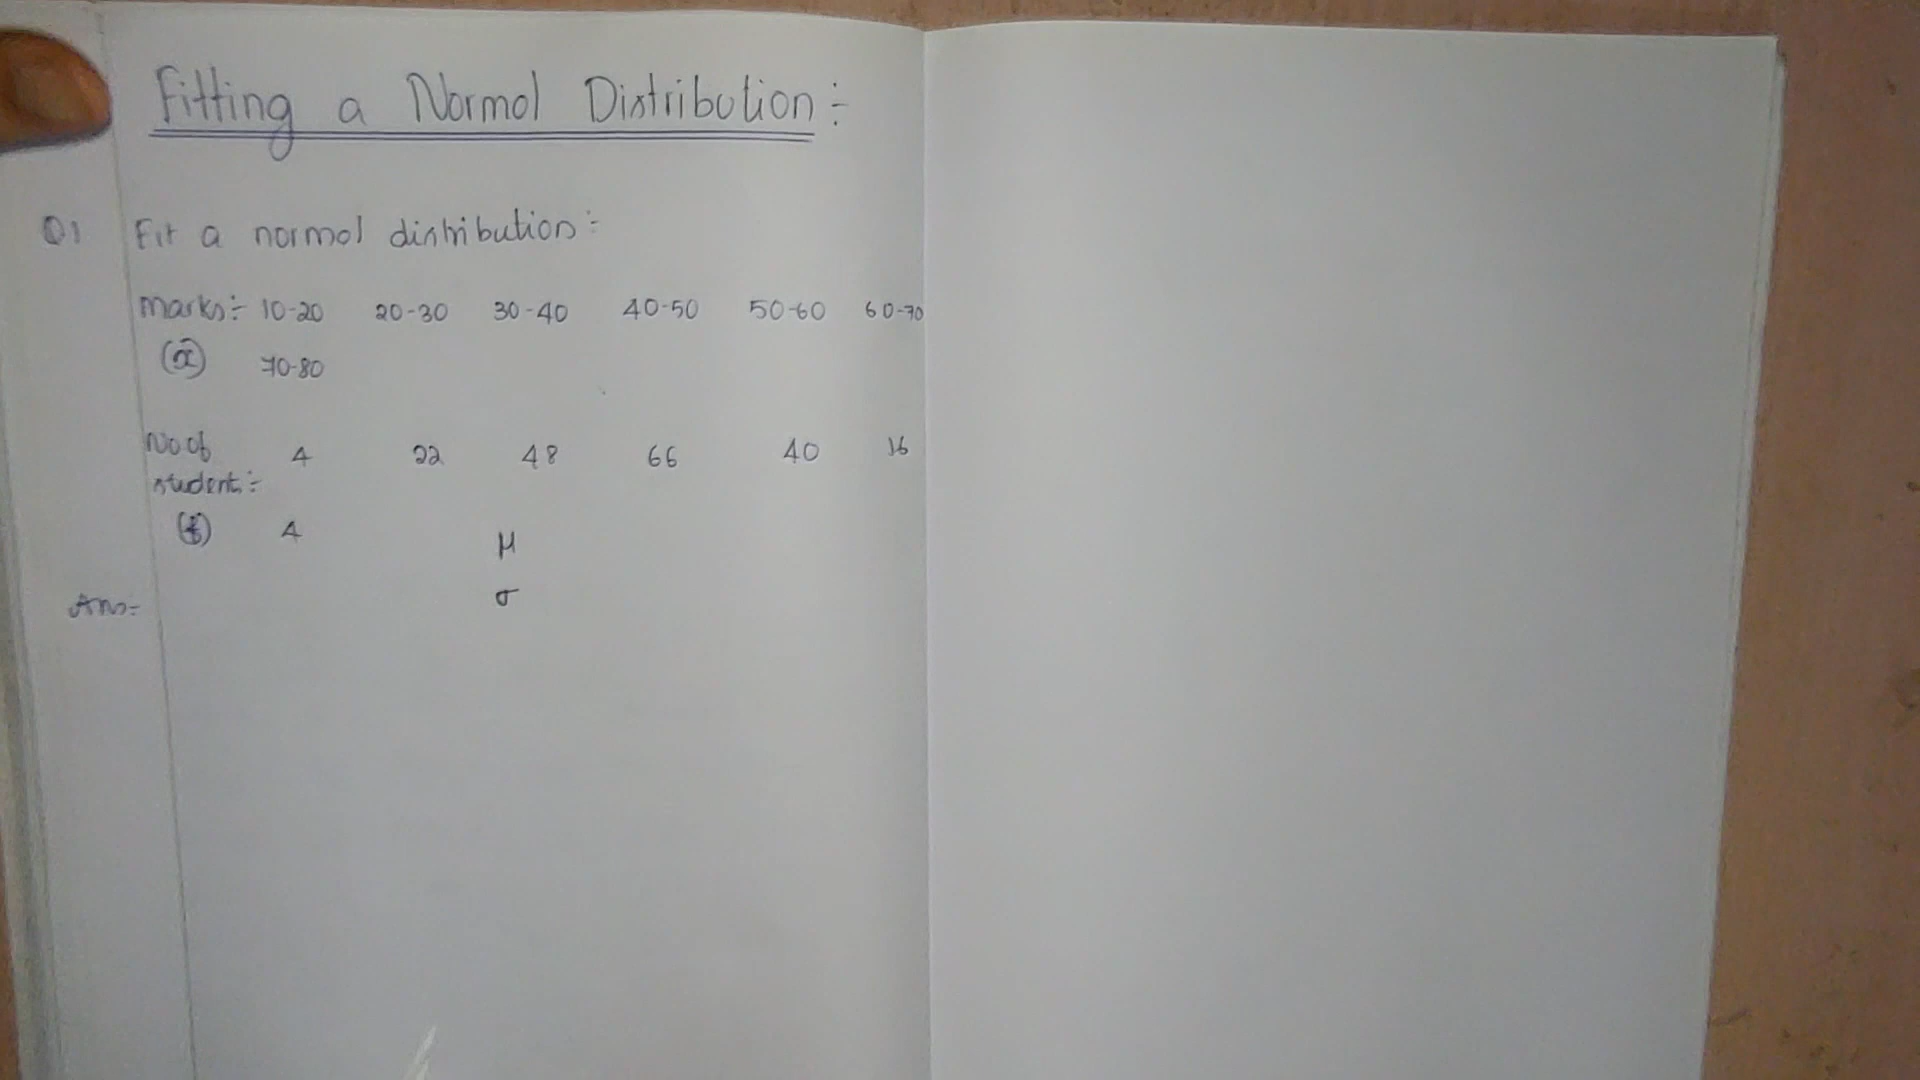 Fitting a Normal Distribution :-
Q1 Fit a normal distribution :-
Marks :- 10-20 20-30 30-40 40-50 50-60 60-70
(x) 70-80
No of 4 22 48 66 40 16
student :-
(f) 4
μ
Ans :- σ